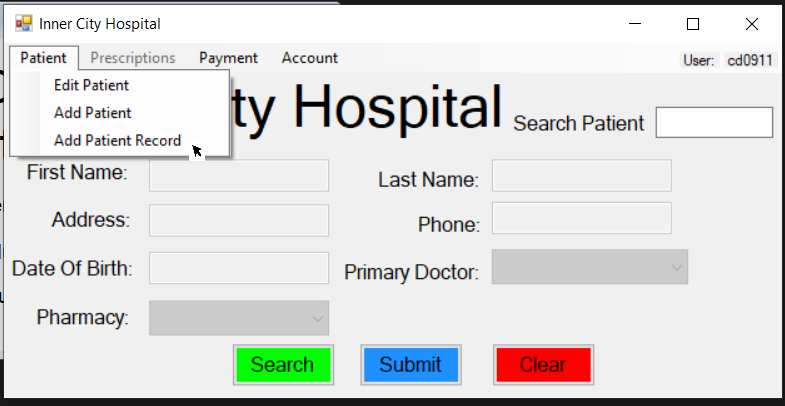 Inner City Hospital
Patient Prescriptions Payment Account User: cd0911
Edit Patient
Add Patient
Add Patient Record
ty Hospital
Search Patient
First Name: Last Name:
Address: Phone:
Date Of Birth: Primary Doctor:
Pharmacy:
Search Submit Clear